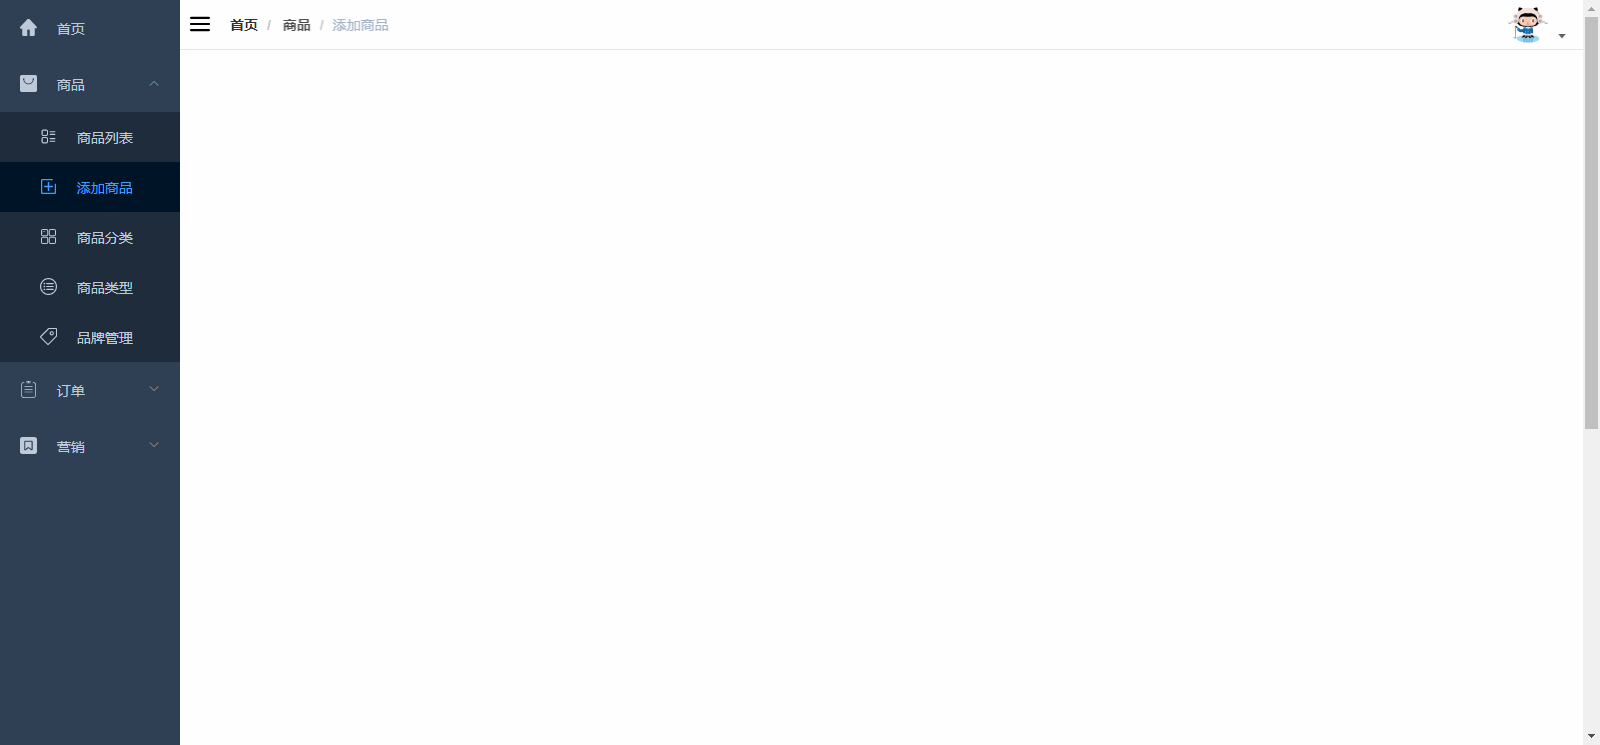 首页
商品
商品列表
添加商品
商品分类
商品类型
品牌管理
订单
营销
首页 / 商品 / 添加商品